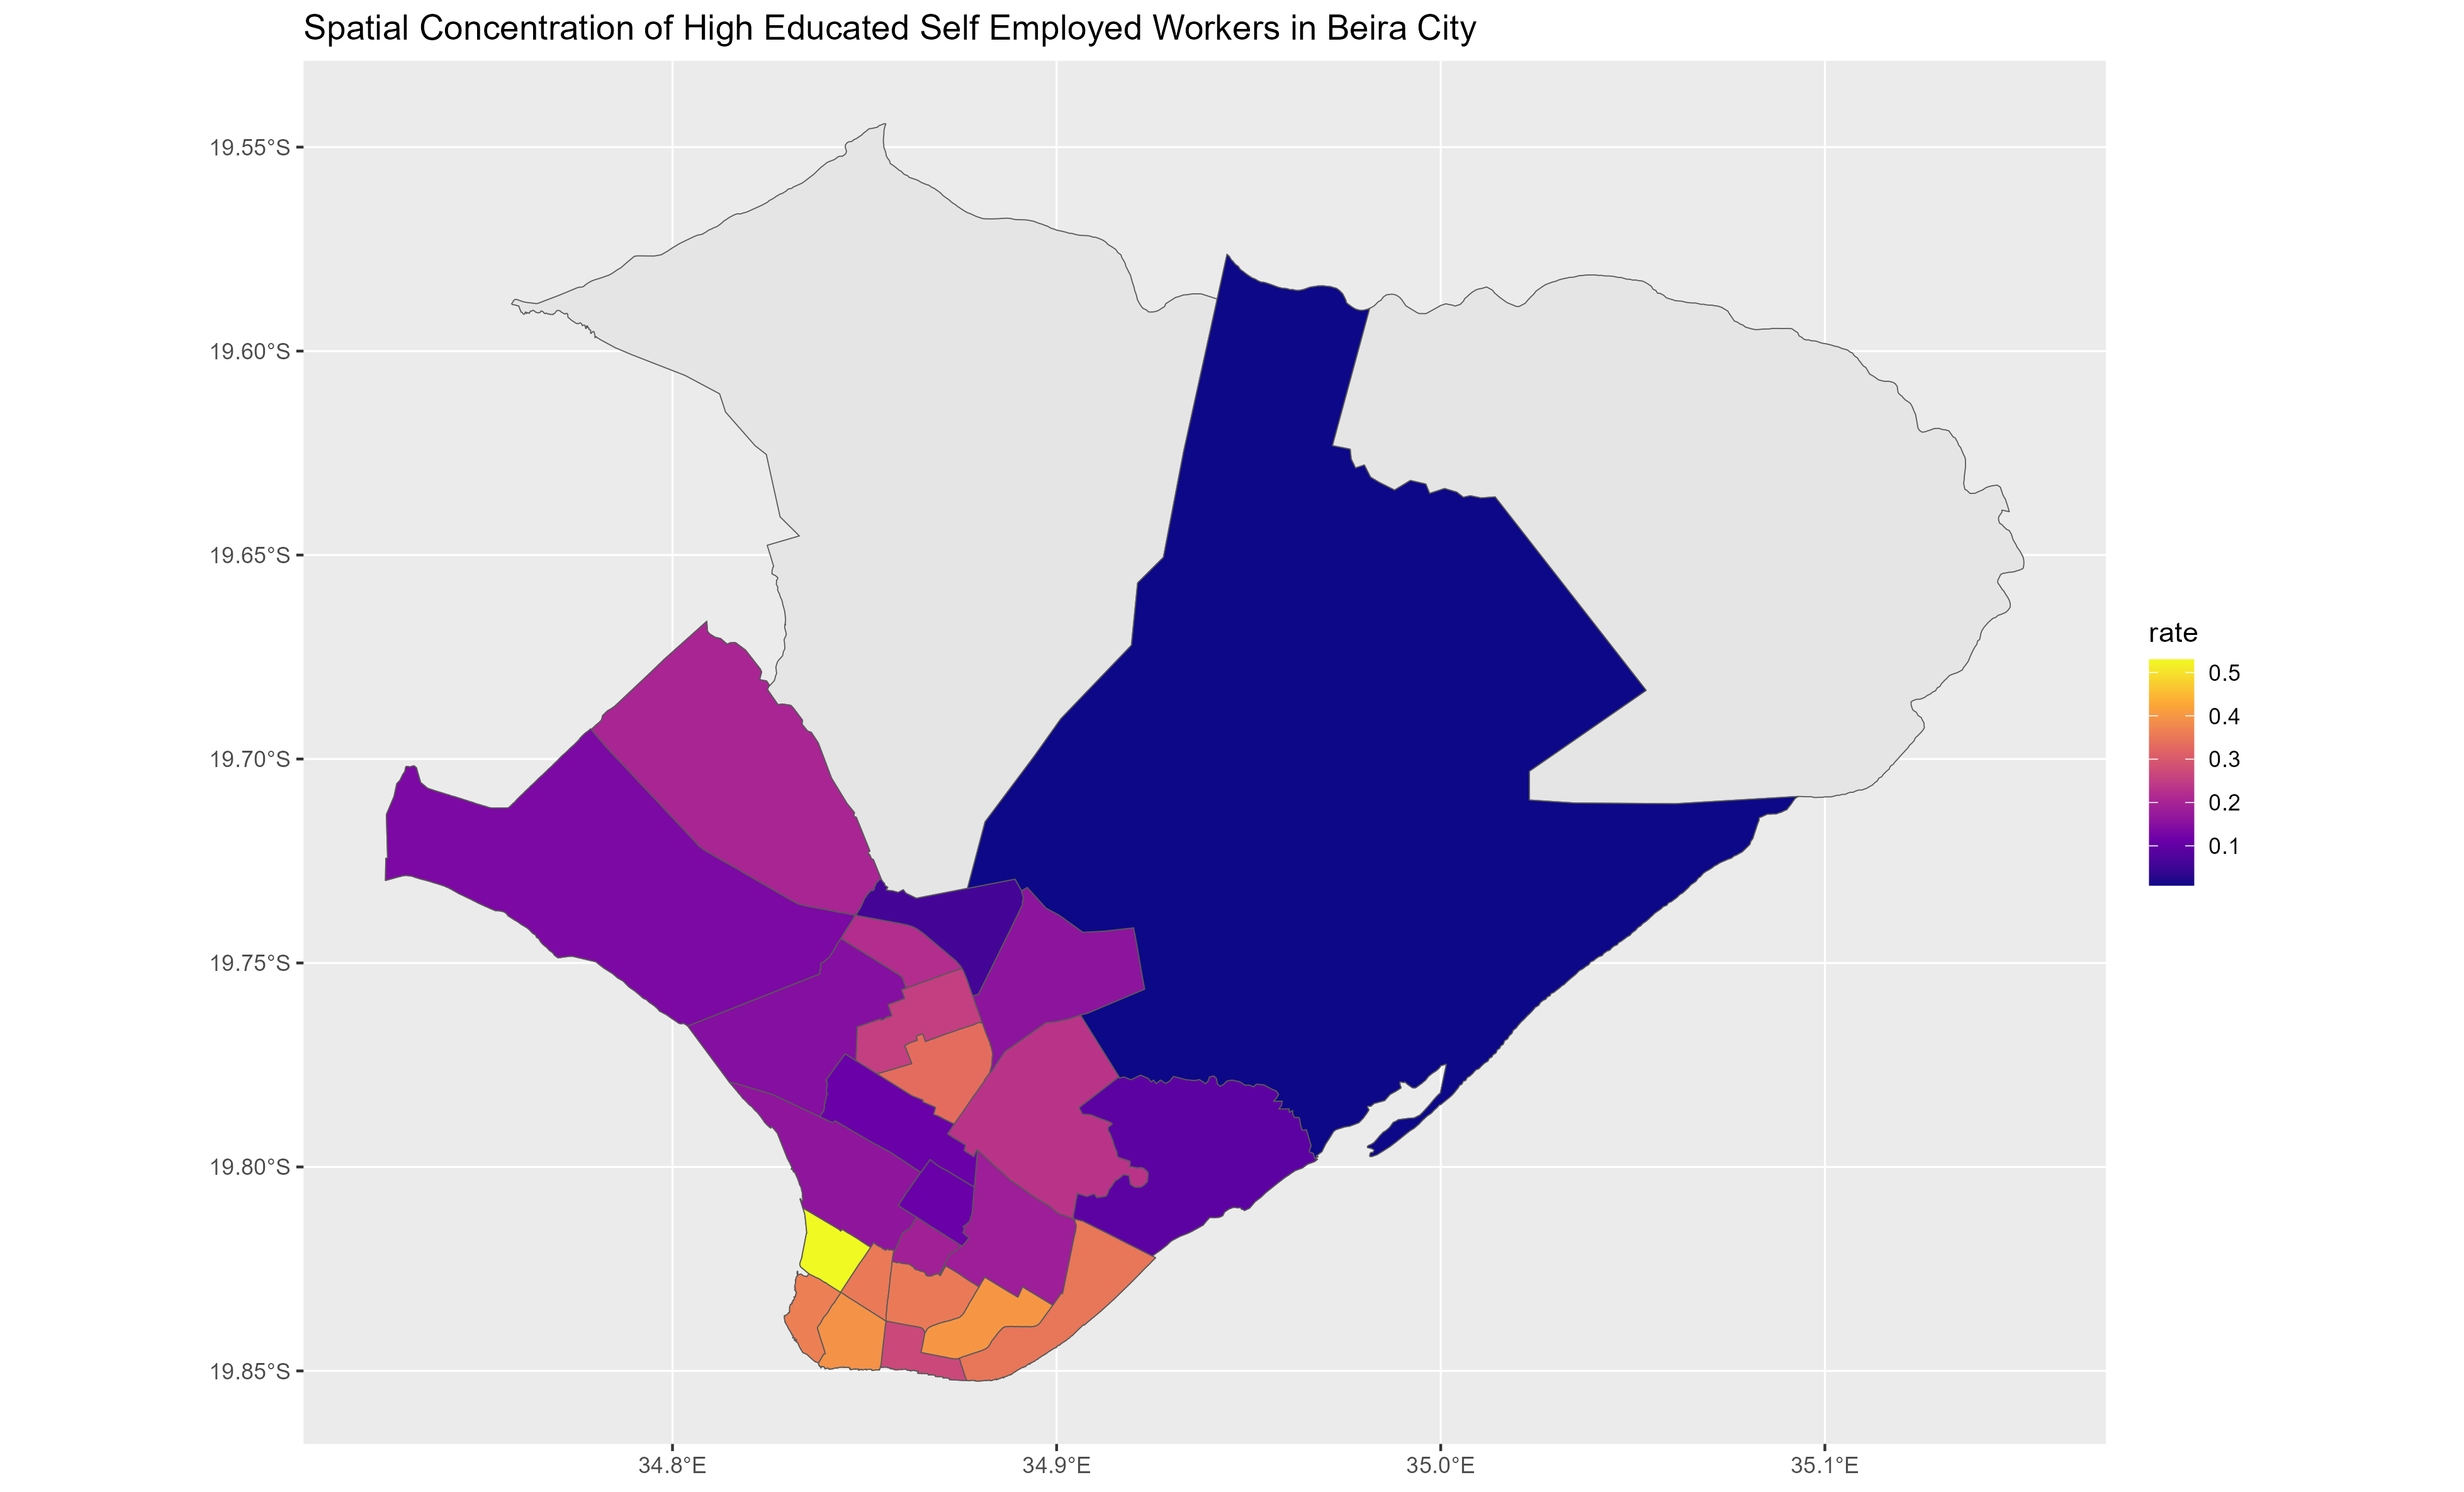 Spatial Concentration of High Educated Self Employed Workers in Beira City
19.55°S
19.60°S
19.65°S
19.70°S
19.75°S
19.80°S
19.85°S
34.8°E
34.9°E
35.0°E
35.1°E
rate
0.5
0.4
0.3
0.2
0.1